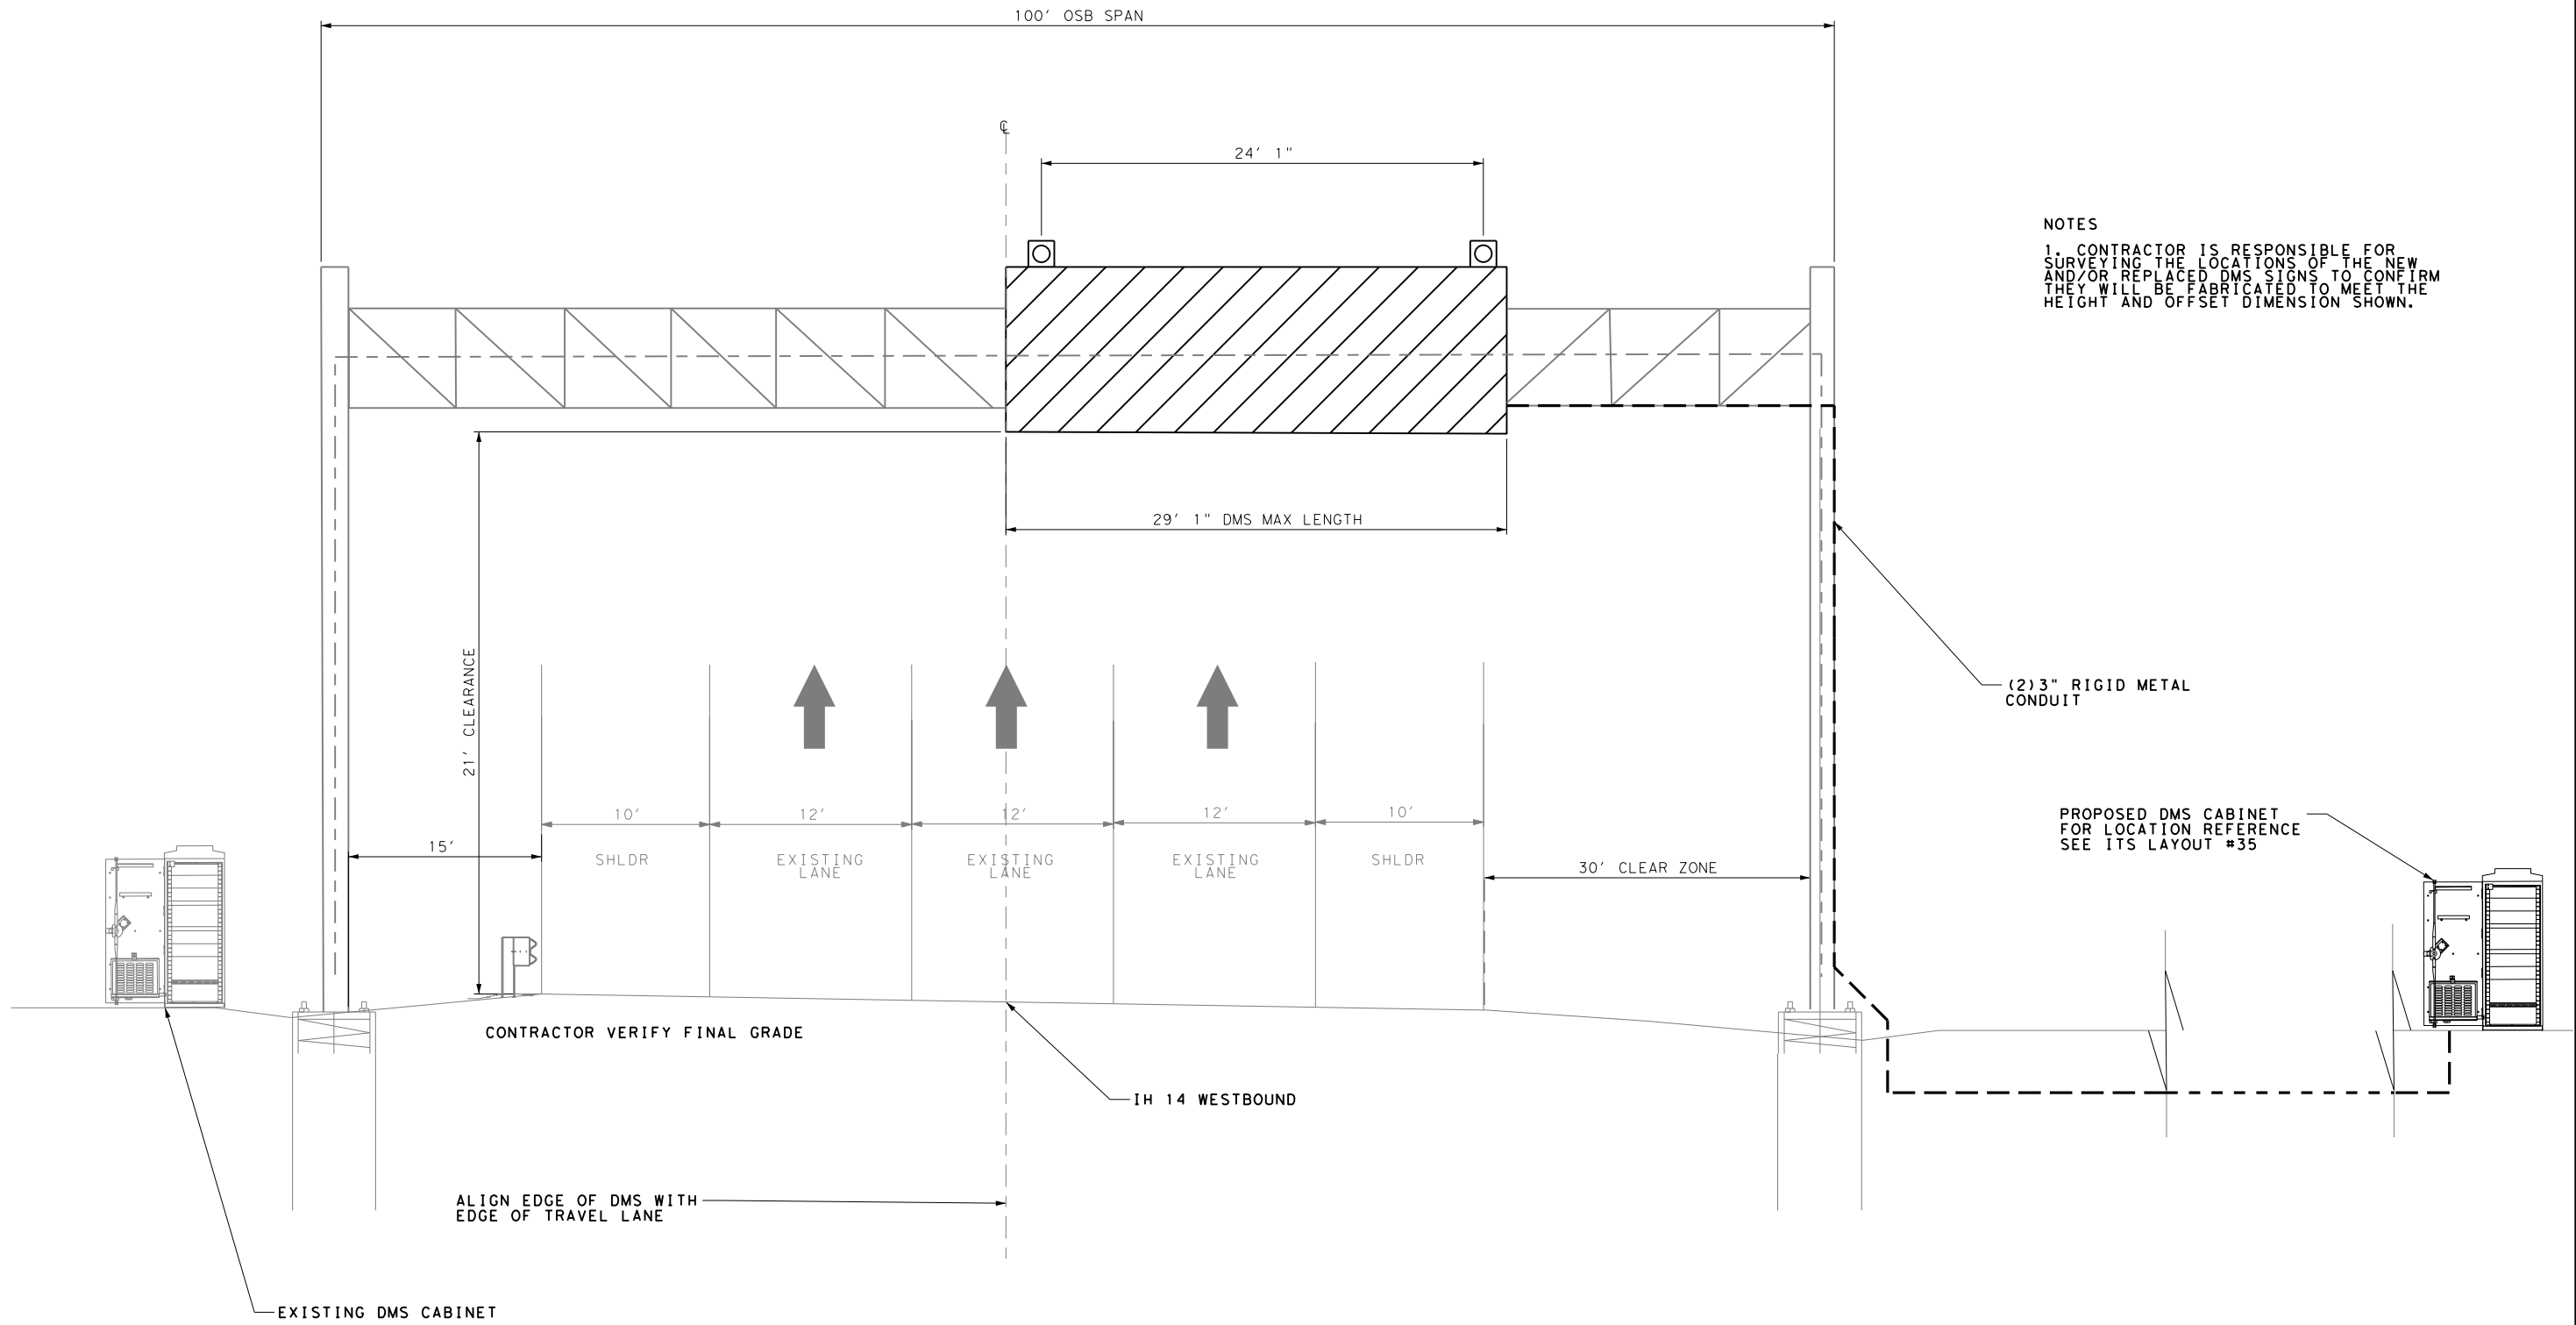 100' OSB SPAN
℄
24' 1"
NOTES
1. CONTRACTOR IS RESPONSIBLE FOR
SURVEYING THE LOCATIONS OF THE NEW
AND/OR REPLACED DMS SIGNS TO CONFIRM
THEY WILL BE FABRICATED TO MEET THE
HEIGHT AND OFFSET DIMENSION SHOWN.
29' 1" DMS MAX LENGTH
21' CLEARANCE
(2)3" RIGID METAL
CONDUIT
10'
12'
12'
12'
10'
PROPOSED DMS CABINET
FOR LOCATION REFERENCE
SEE ITS LAYOUT #35
15'
SHLDR
EXISTING
LANE
EXISTING
LANE
EXISTING
LANE
SHLDR
30' CLEAR ZONE
CONTRACTOR VERIFY FINAL GRADE
IH 14 WESTBOUND
ALIGN EDGE OF DMS WITH
EDGE OF TRAVEL LANE
EXISTING DMS CABINET